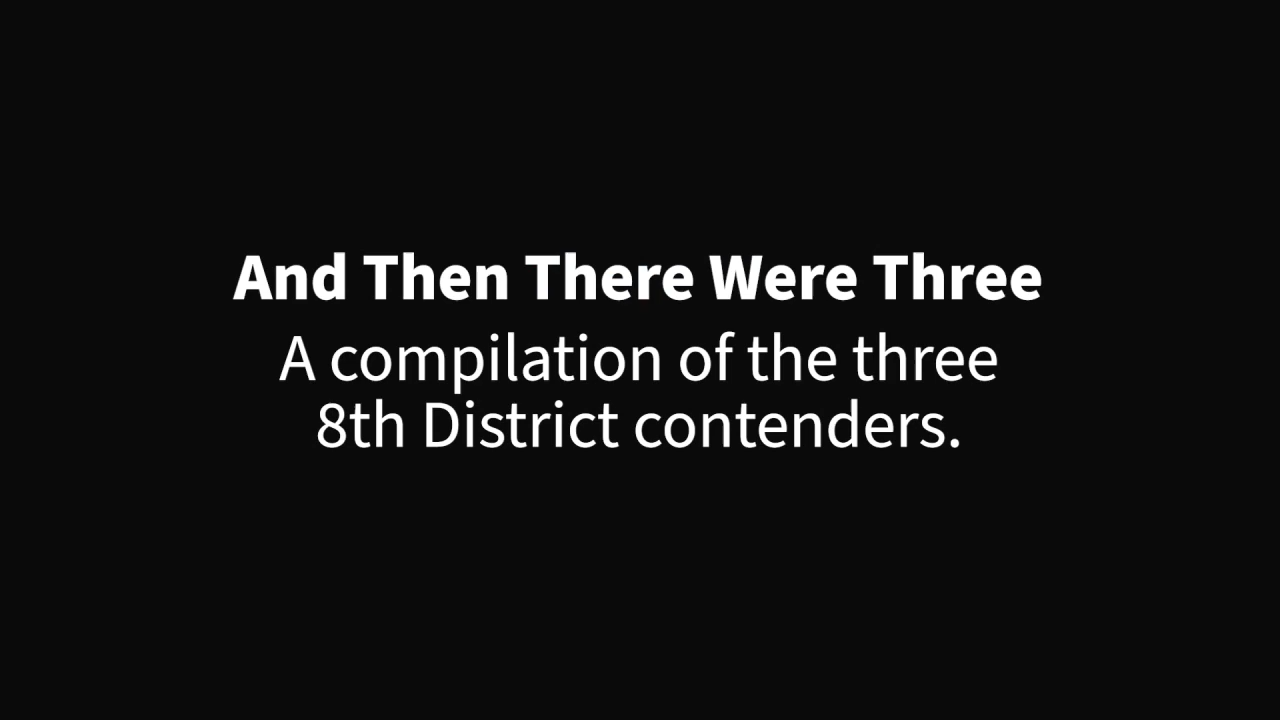 And Then There Were Three
A compilation of the three
8th District contenders.